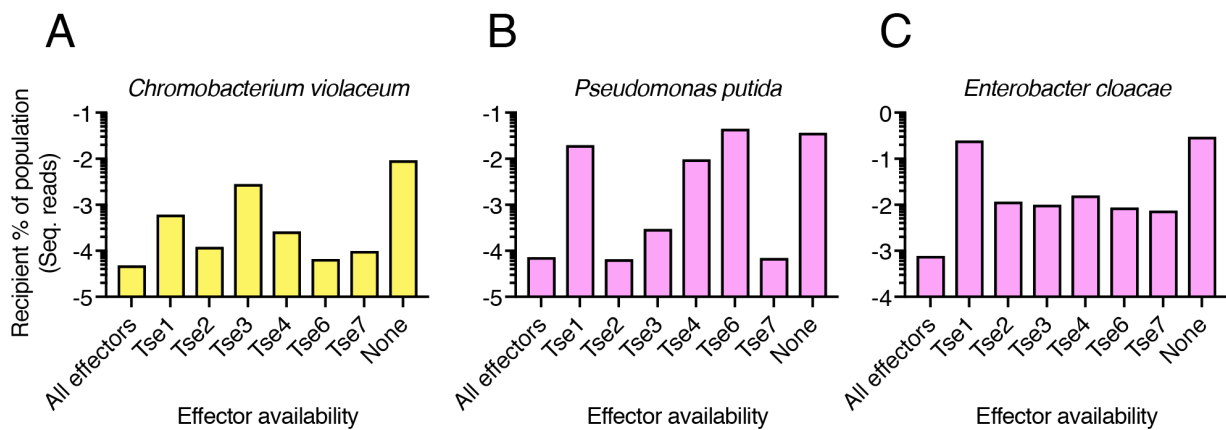 A
B
C
Chromobacterium violaceum
Pseudomonas putida
Enterobacter cloacae
Recipient % of population
(Seq. reads)
-1
-2
-3
-4
-5
-1
-2
-3
-4
-5
0
-1
-2
-3
-4
All effectors
Tse1
Tse2
Tse3
Tse4
Tse6
Tse7
None
All effectors
Tse1
Tse2
Tse3
Tse4
Tse6
Tse7
None
All effectors
Tse1
Tse2
Tse3
Tse4
Tse6
Tse7
None
Effector availability
Effector availability
Effector availability